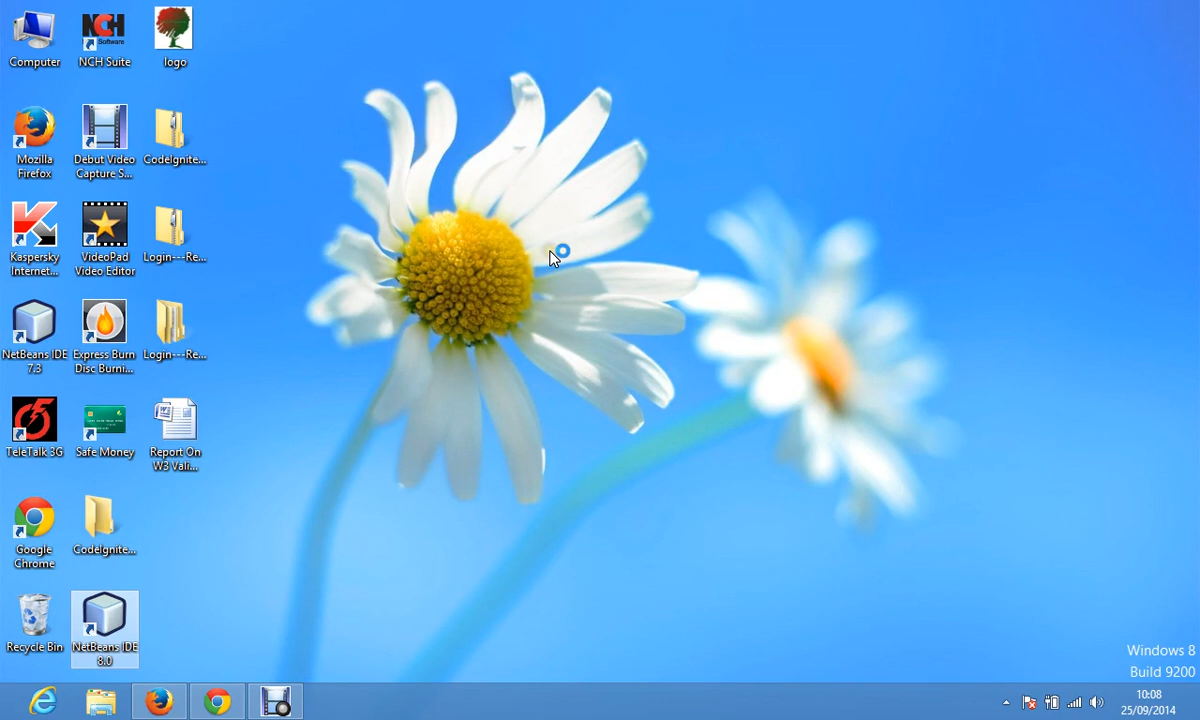 Computer
NCH
Software
NCH Suite
logo
Mozilla
Firefox
Debut Video
Capture S...
CodeIgnite...
Kaspersky
Internet...
VideoPad
Video Editor
Login---Re...
NetBeans IDE
7.3
Express Burn
Disc Burni...
Login---Re...
TeleTalk 3G
Safe Money
Report On
W3 Vali...
Google
Chrome
CodeIgnite...
Recycle Bin
NetBeans IDE
8.0
Windows 8
Build 9200
10:08
25/09/2014